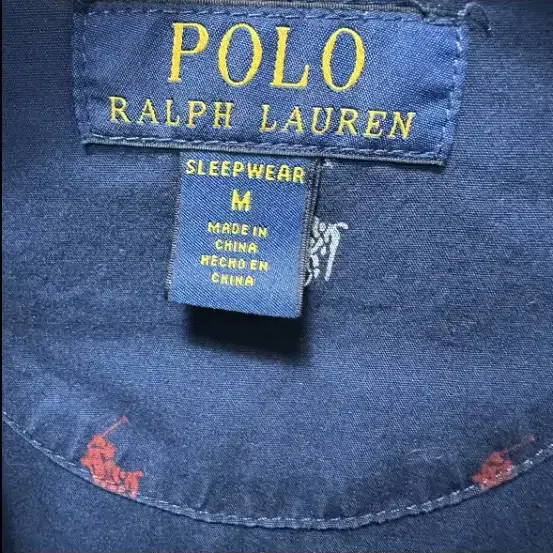 POLO
RALPH LAUREN
SLEEPWEAR
M
MADE IN
CHINA
HECHO EN
CHINA